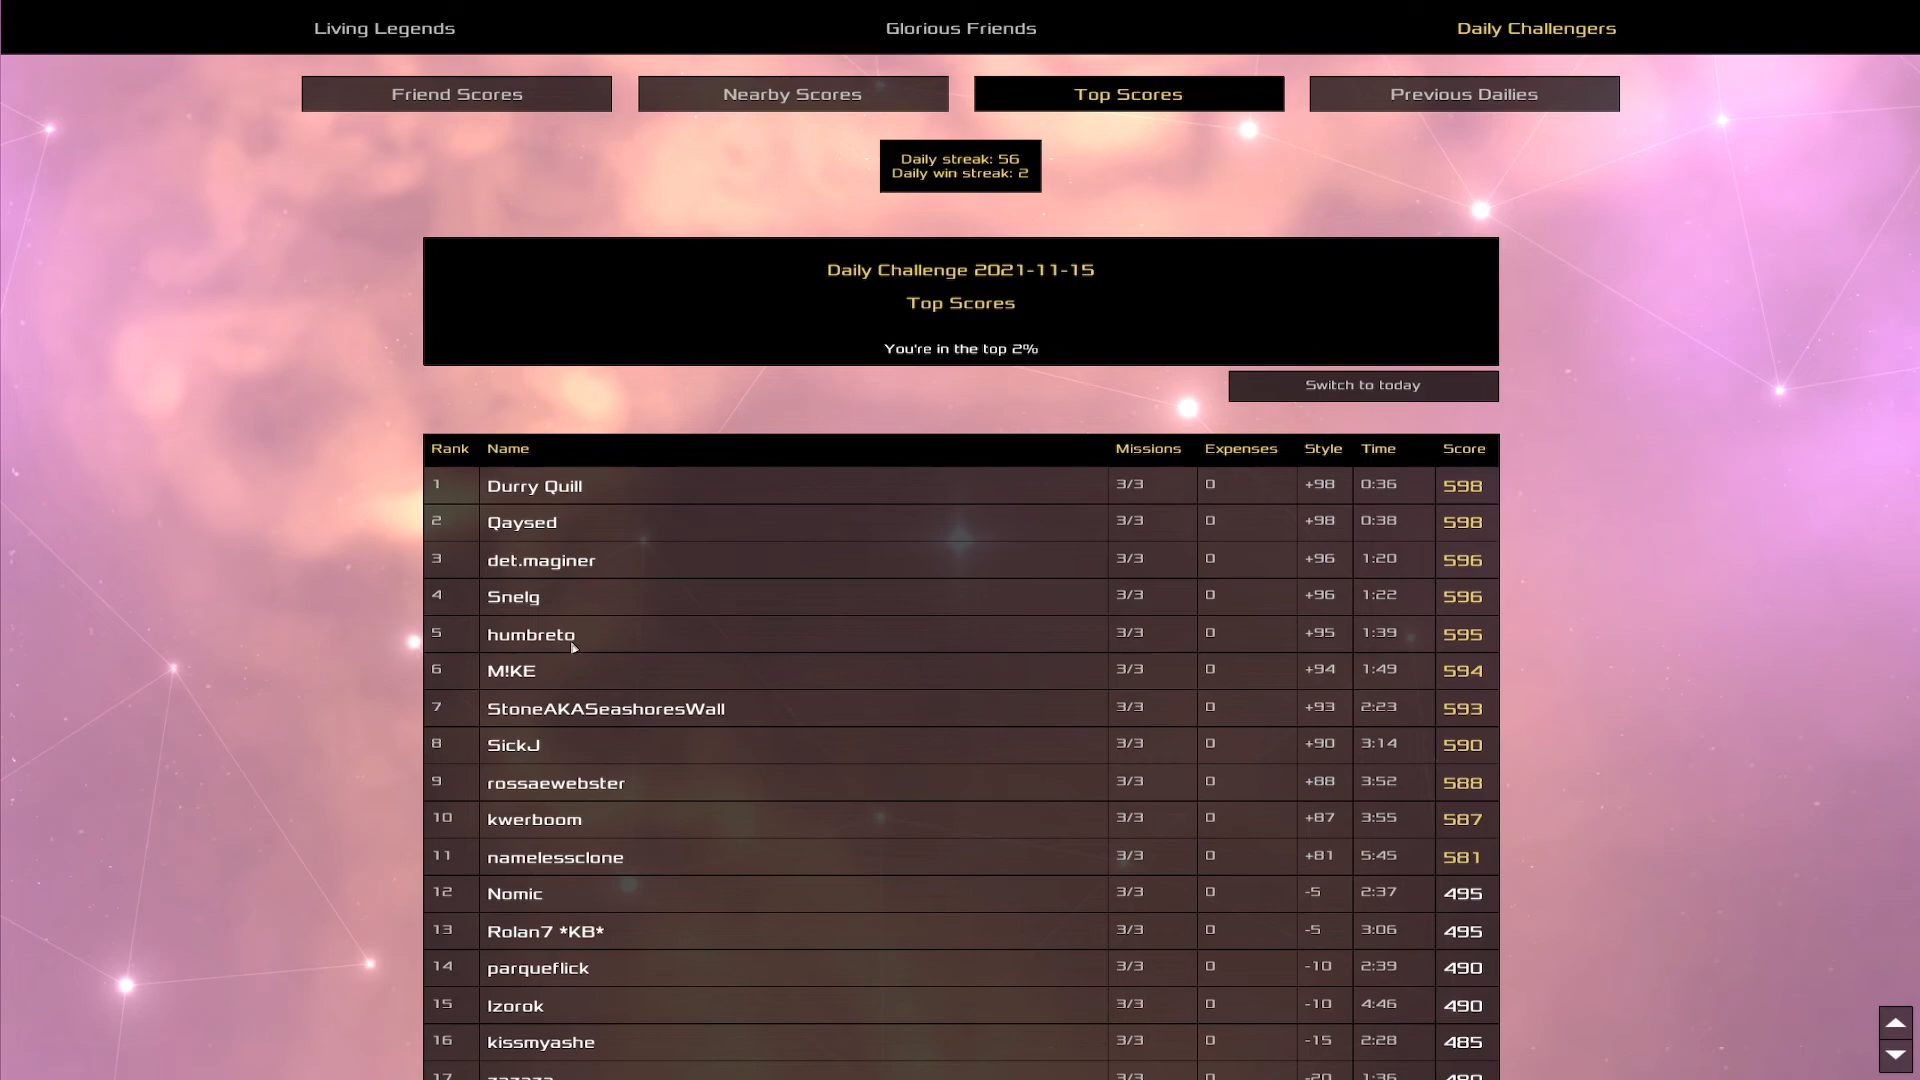 Living Legends Glorious Friends Daily Challengers
Friend Scores Nearby Scores Top Scores Previous Dailies
Daily streak: 56
Daily win streak: 2
Daily Challenge 2021-11-15
Top Scores
You're in the top 2%
Switch to today
Rank Name Missions Expenses Style Time Score
1 Durry Quill 3/3 0 +98 0:36 598
2 Qaysed 3/3 0 +98 0:38 598
3 det.maginer 3/3 0 +96 1:20 596
4 Snelg 3/3 0 +96 1:22 596
5 humbreto 3/3 0 +95 1:39 595
6 M!KE 3/3 0 +94 1:49 594
7 StoneAKASeashoresWall 3/3 0 +93 2:23 593
8 SickJ 3/3 0 +90 3:14 590
9 rossaewebster 3/3 0 +88 3:52 588
10 kwerboom 3/3 0 +87 3:55 587
11 namelessclone 3/3 0 +81 5:45 581
12 Nomic 3/3 0 -5 2:37 495
13 Rolan7 *KB* 3/3 0 -5 3:06 495
14 parqueflick 3/3 0 -10 2:39 490
15 Izorok 3/3 0 -10 4:46 490
16 kissmyashe 3/3 0 -15 2:28 485
17 3/3 0 -20 1:36 480